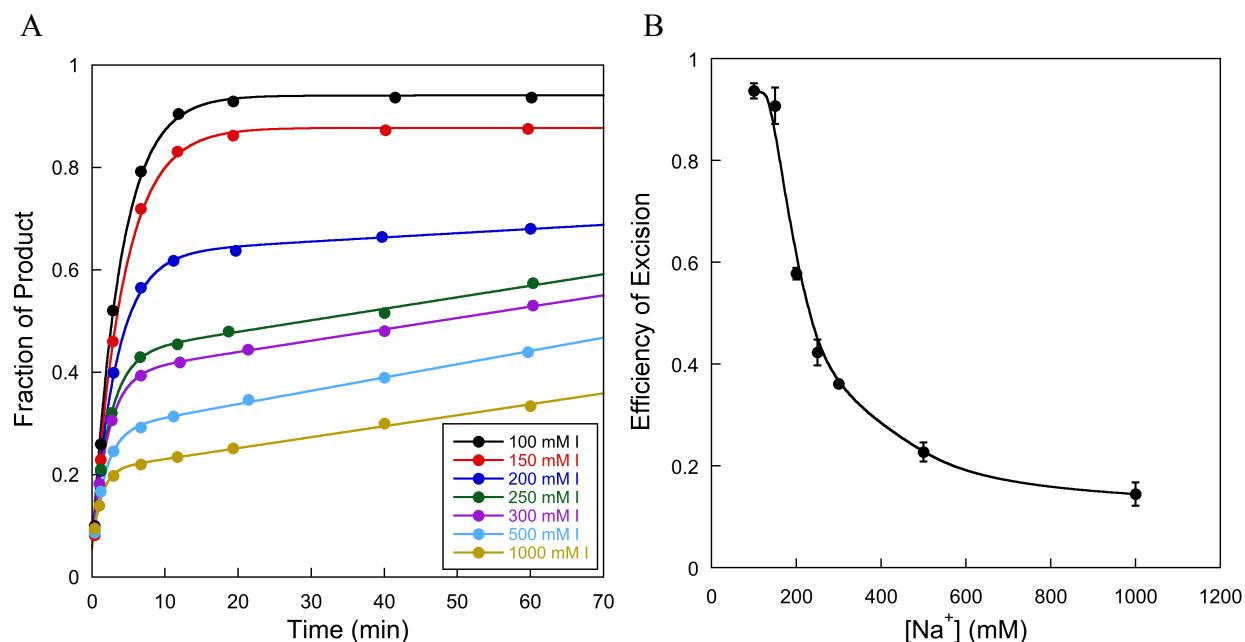 A
1
0.8
0.6
0.4
0.2
0
Fraction of Product
0 10 20 30 40 50 60 70
Time (min)
100 mM I
150 mM I
200 mM I
250 mM I
300 mM I
500 mM I
1000 mM I
B
1
0.8
0.6
0.4
0.2
0
Efficiency of Excision
0 200 400 600 800 1000 1200
[Na⁺] (mM)